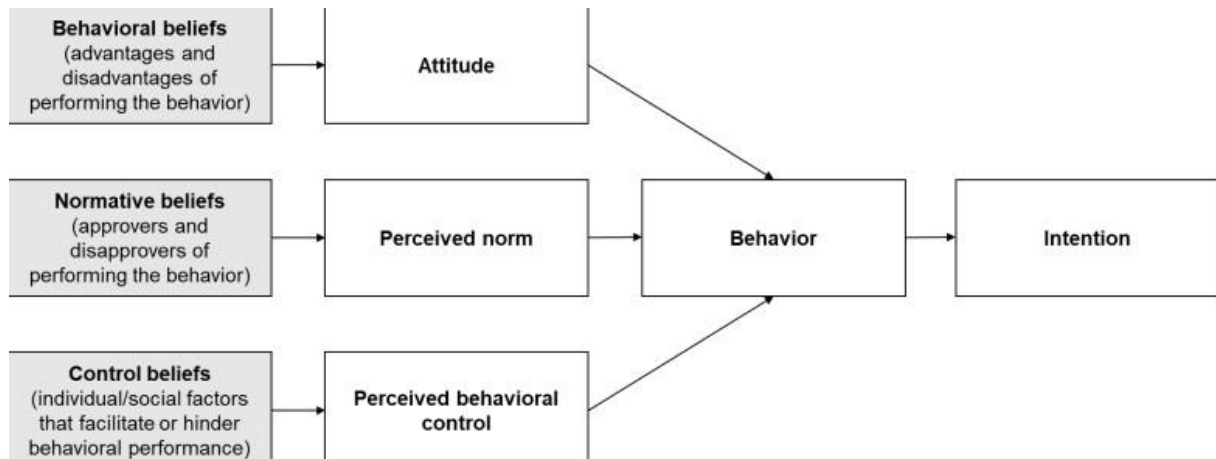 Behavioral beliefs
(advantages and
disadvantages of
performing the behavior)
Attitude
Normative beliefs
(approvers and
disapprovers of
performing the behavior)
Perceived norm
Behavior
Intention
Control beliefs
(individual/social factors
that facilitate or hinder
behavioral performance)
Perceived behavioral
control